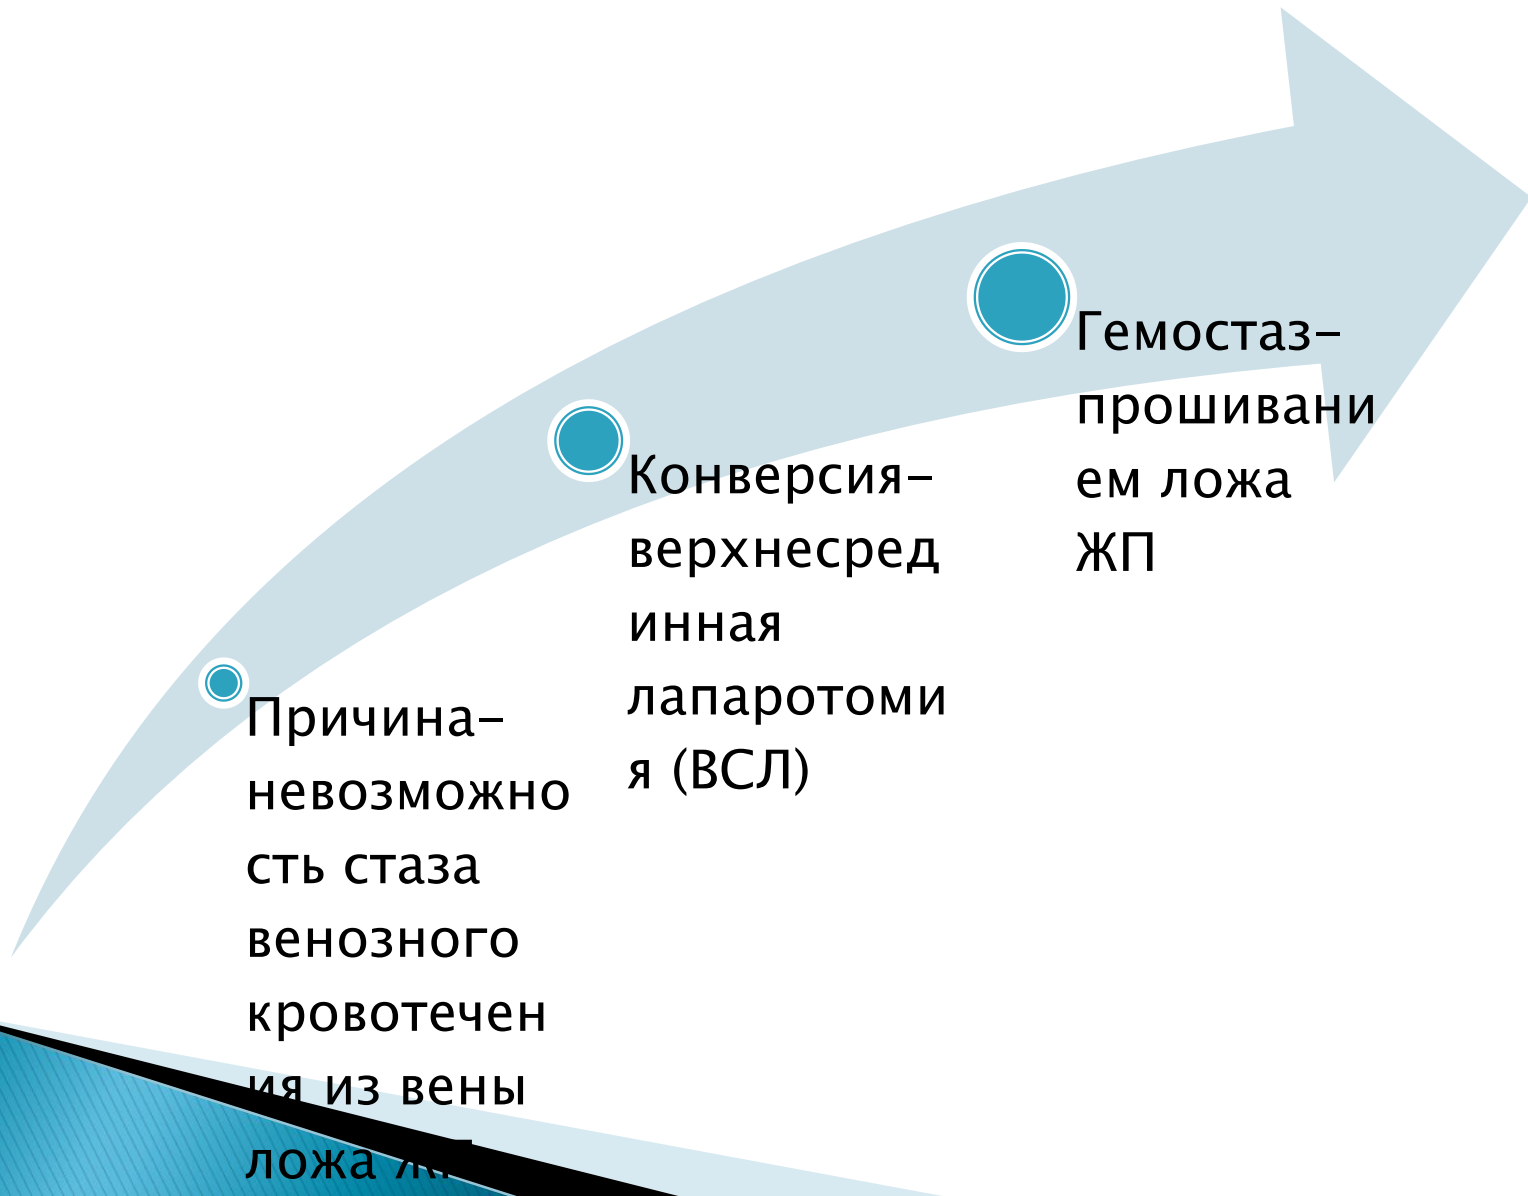 Причина–
невозможно
сть стаза
венозного
кровотечен
ия из вены
ложа ЖП
Конверсия–
верхнесред
инная
лапаротоми
я (ВСЛ)
Гемостаз–
прошивани
ем ложа
ЖП